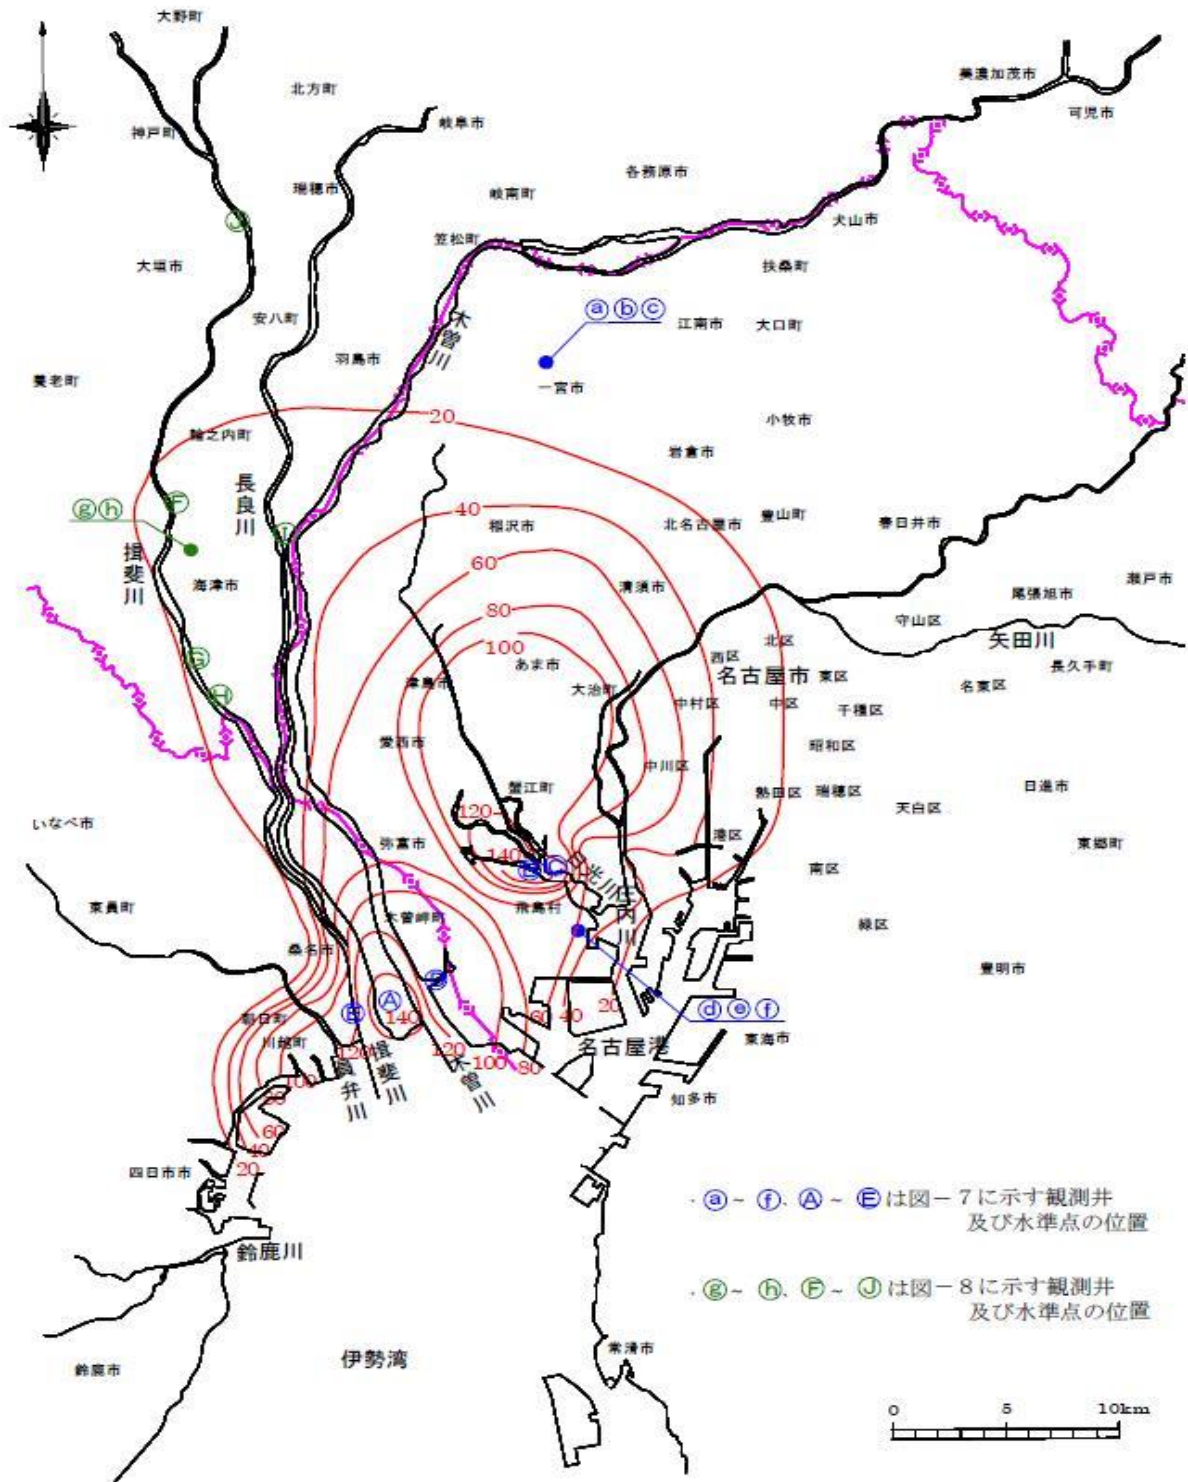 大野町
北方町
岐阜市
美濃加茂市
可児市
神戸町
瑞穂市
岐南町
各務原市
J
笠松町
犬山市
大垣市
扶桑町
安八町
木曽川
ⓐⓑⓒ
江南市
大口町
羽島市
養老町
一宮市
20
小牧市
輪之内町
岩倉市
長良川
ⓖⓗ
F
40
稲沢市
北名古屋市
豊山町
春日井市
I
揖斐川
60
海津市
清須市
尾張旭市
瀬戸市
80
守山区
100
北区
矢田川
G
あま市
西区
名古屋市
東区
長久手町
津島市
大治町
H
中村区
中区
千種区
名東区
愛西市
昭和区
中川区
蟹江町
熱田区
瑞穂区
日進市
120
天白区
いなべ市
弥富市
港区
東郷町
140
C
日光川
南区
東員町
木曽岬町
飛島村
庄内川
緑区
桑名市
豊明市
A
140
ⓓⓔⓕ
60
40
20
朝日町
川越町
120
120
100
80
名古屋港
東海市
員弁川
揖斐川
木曽川
100
80
60
40
20
知多市
四日市市
・ⓐ~ⓕ、Ⓐ~Ⓔは図－7に示す観測井
及び水準点の位置
鈴鹿川
・ⓖ~ⓗ、Ⓕ~Ⓙは図－8に示す観測井
及び水準点の位置
伊勢湾
常滑市
鈴鹿市
0 5 10km